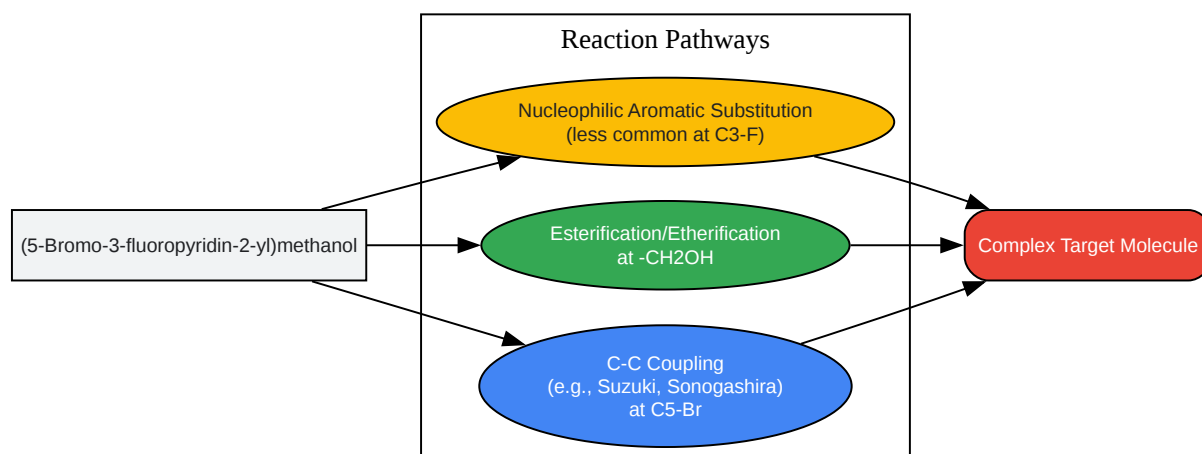 Reaction Pathways
Nucleophilic Aromatic Substitution
(less common at C3-F)
(5-Bromo-3-fluoropyridin-2-yl)methanol
Esterification/Etherification
at -CH2OH
Complex Target Molecule
C-C Coupling
(e.g., Suzuki, Sonogashira)
at C5-Br